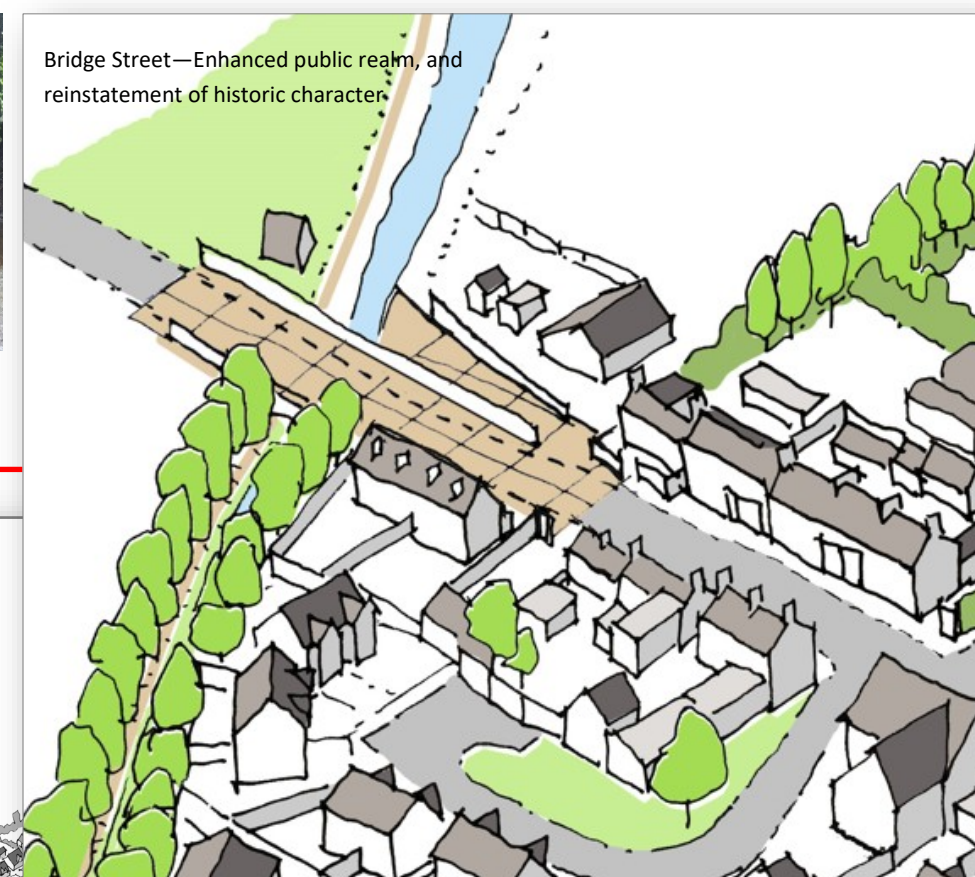 Bridge Street—Enhanced public realm, and
reinstatement of historic character